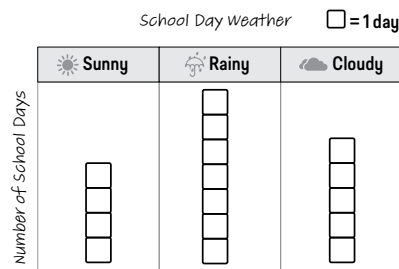 School Day Weather = 1 day
Sunny Rainy Cloudy
Number of School Days